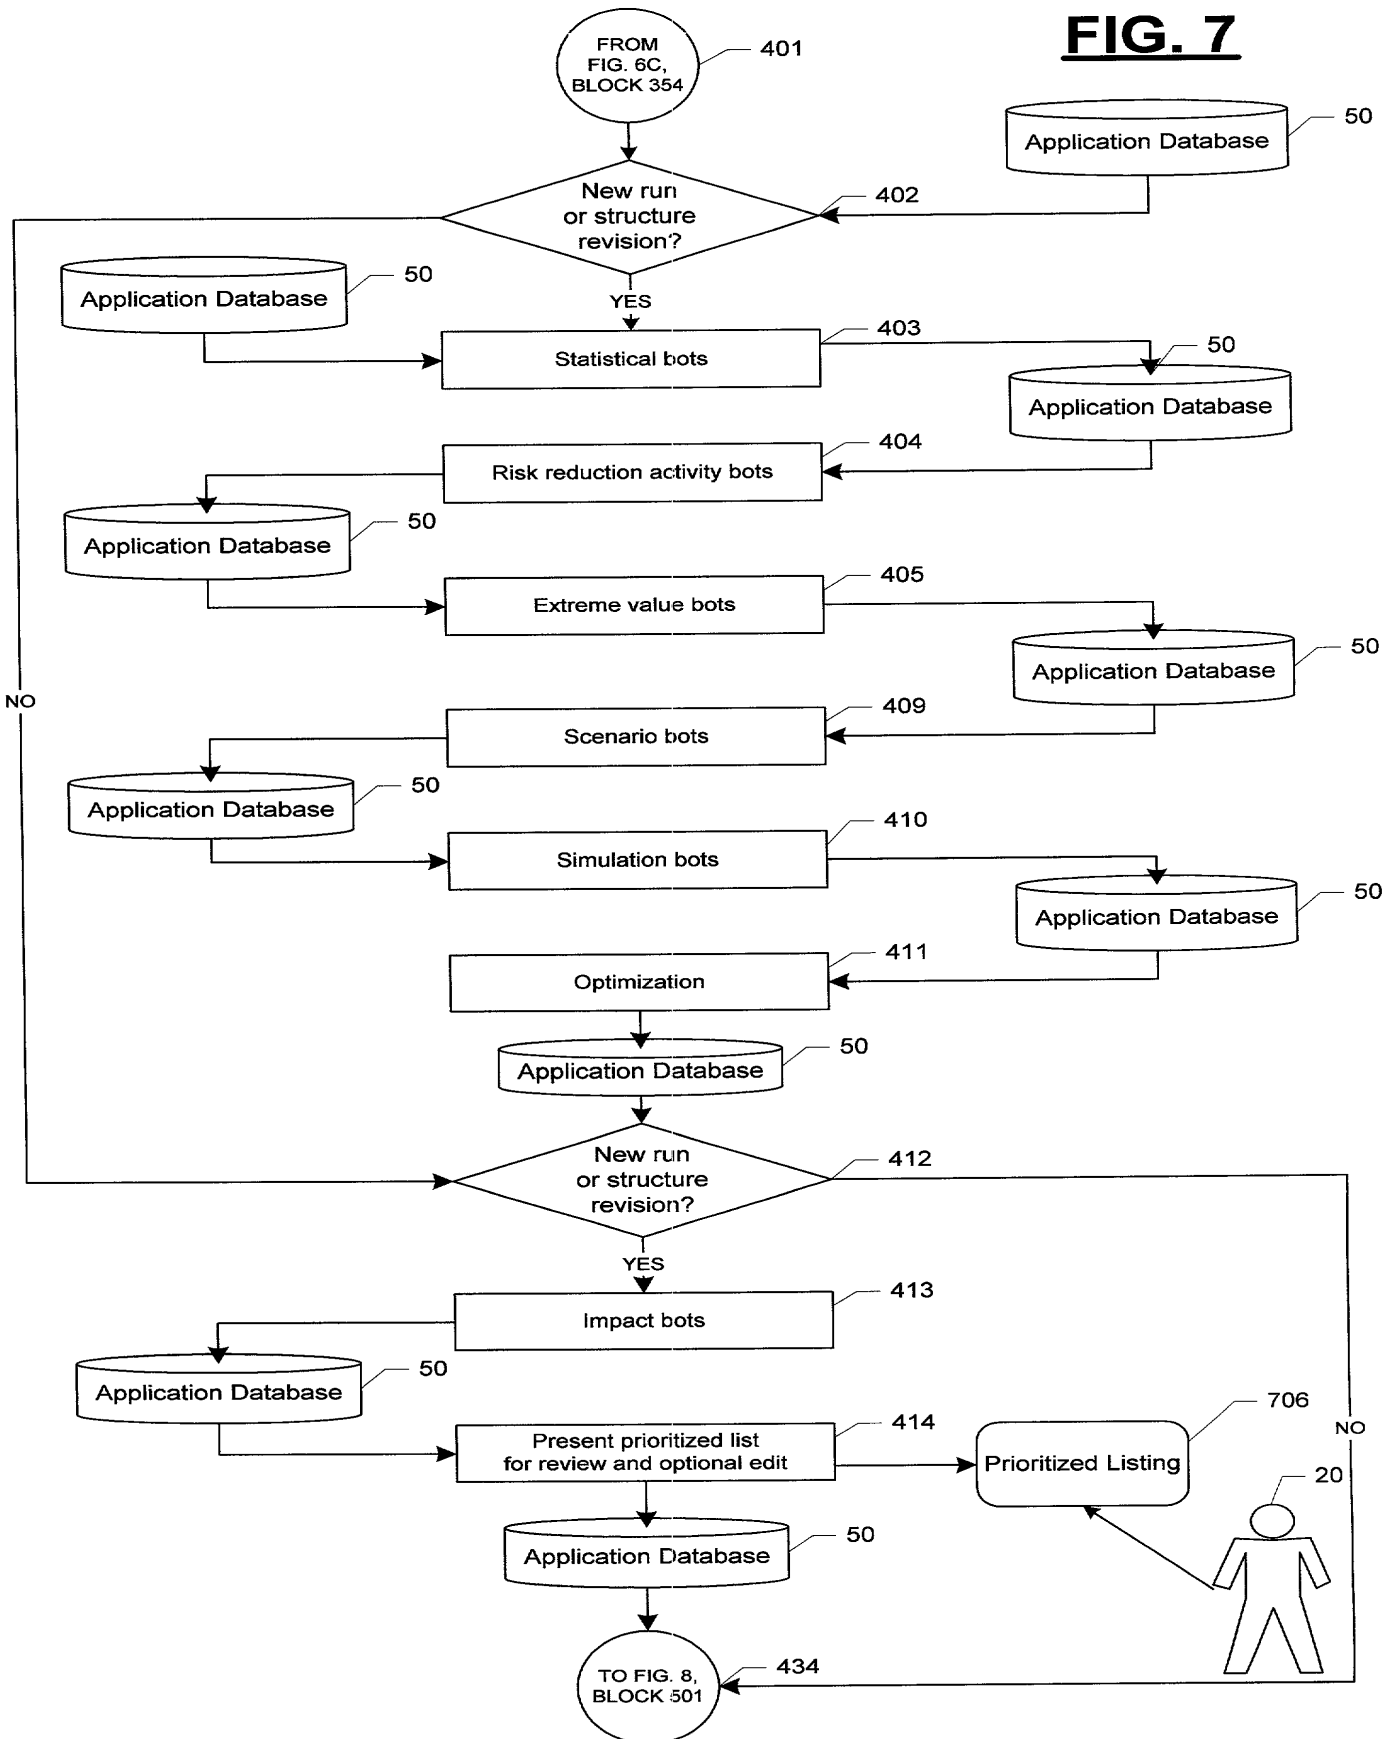 FIG. 7
FROM
FIG. 6C,
BLOCK 354
401
Application Database
50
New run
or structure
revision?
402
Application Database
50
YES
Statistical bots
403
Application Database
50
Risk reduction activity bots
404
Application Database
50
Extreme value bots
405
Application Database
50
NO
Scenario bots
409
Application Database
50
Simulation bots
410
Application Database
50
Optimization
411
Application Database
50
New run
or structure
revision?
412
YES
Impact bots
413
Application Database
50
Present prioritized list
for review and optional edit
414
Prioritized Listing
706
NO
20
Application Database
50
TO FIG. 8,
BLOCK 501
434